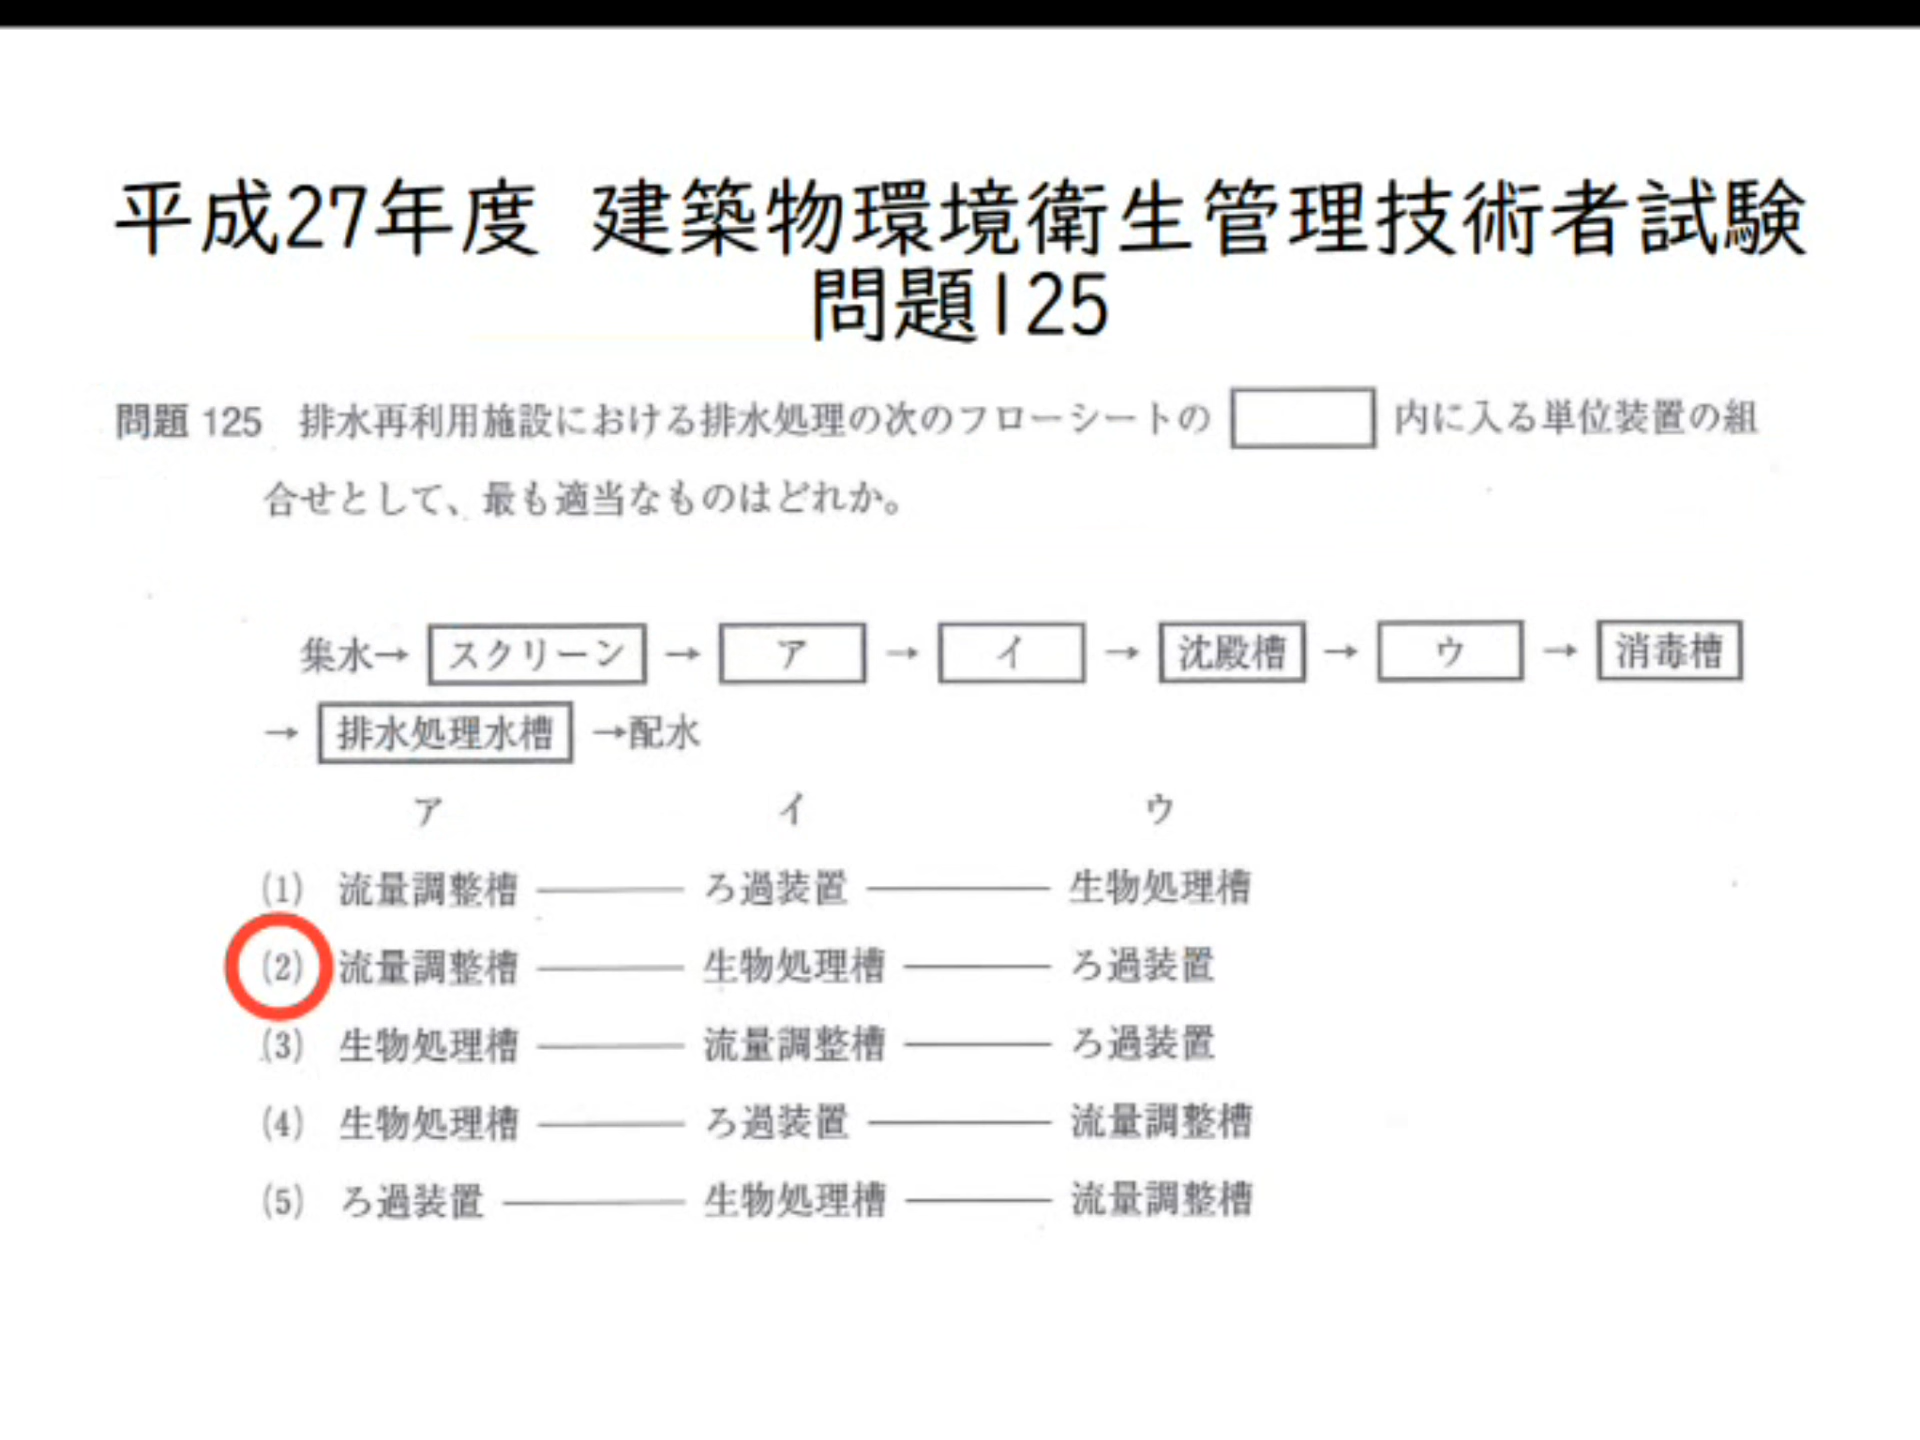 平成27年度 建築物環境衛生管理技術者試験
問題125
問題 125 排水再利用施設における排水処理の次のフローシートの 内に入る単位装置の組
合せとして、最も適当なものはどれか。
集水→ スクリーン → ア → イ → 沈殿槽 → ウ → 消毒槽
→ 排水処理水槽 →配水
ア イ ウ
(1) 流量調整槽 ——— ろ過装置 ——— 生物処理槽
(2) 流量調整槽 ——— 生物処理槽 ——— ろ過装置
(3) 生物処理槽 ——— 流量調整槽 ——— ろ過装置
(4) 生物処理槽 ——— ろ過装置 ——— 流量調整槽
(5) ろ過装置 ——— 生物処理槽 ——— 流量調整槽